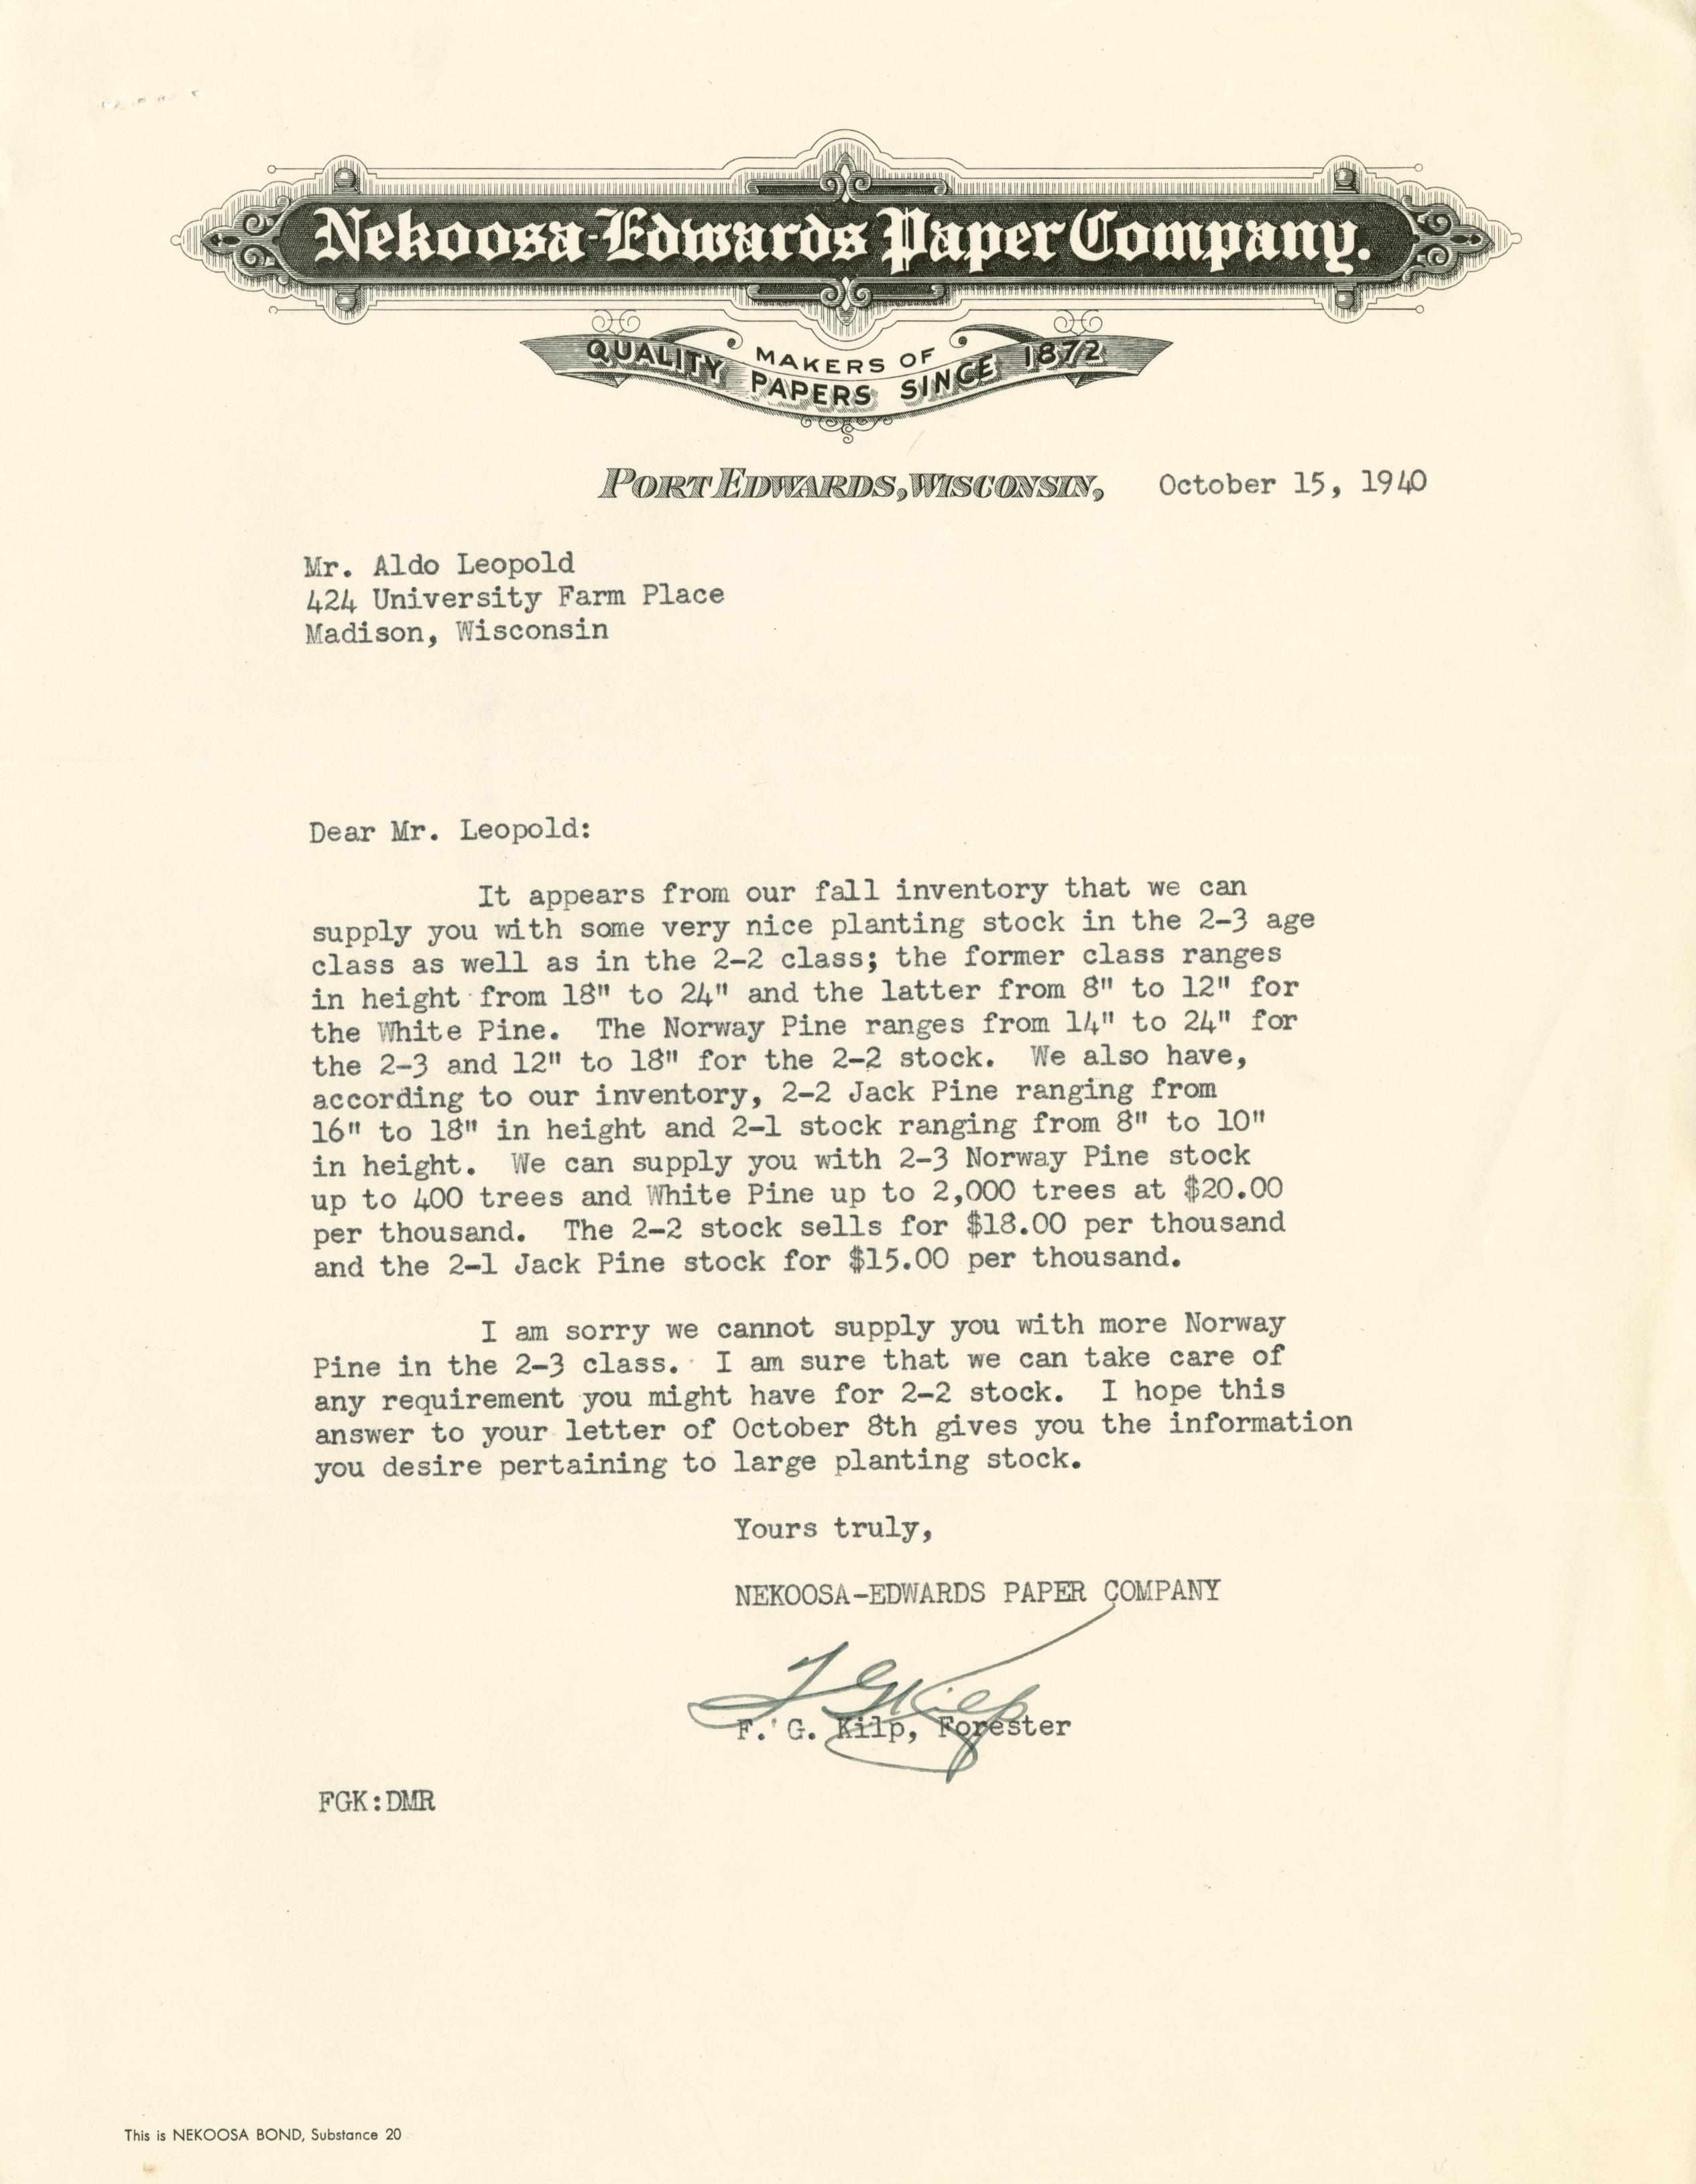 Nekoosa-Edwards Paper Company.
MAKERS OF
QUALITY PAPERS SINCE 1872
PORT EDWARDS, WISCONSIN, October 15, 1940
Mr. Aldo Leopold
424 University Farm Place
Madison, Wisconsin
Dear Mr. Leopold:
It appears from our fall inventory that we can
supply you with some very nice planting stock in the 2-3 age
class as well as in the 2-2 class; the former class ranges
in height from 18" to 24" and the latter from 8" to 12" for
the White Pine. The Norway Pine ranges from 14" to 24" for
the 2-3 and 12" to 18" for the 2-2 stock. We also have,
according to our inventory, 2-2 Jack Pine ranging from
16" to 18" in height and 2-1 stock ranging from 8" to 10"
in height. We can supply you with 2-3 Norway Pine stock
up to 400 trees and White Pine up to 2,000 trees at $20.00
per thousand. The 2-2 stock sells for $18.00 per thousand
and the 2-1 Jack Pine stock for $15.00 per thousand.
I am sorry we cannot supply you with more Norway
Pine in the 2-3 class. I am sure that we can take care of
any requirement you might have for 2-2 stock. I hope this
answer to your letter of October 8th gives you the information
you desire pertaining to large planting stock.
Yours truly,
NEKOOSA-EDWARDS PAPER COMPANY
F G Kilp
F. G. Kilp, Forester
FGK:DMR
This is NEKOOSA BOND, Substance 20